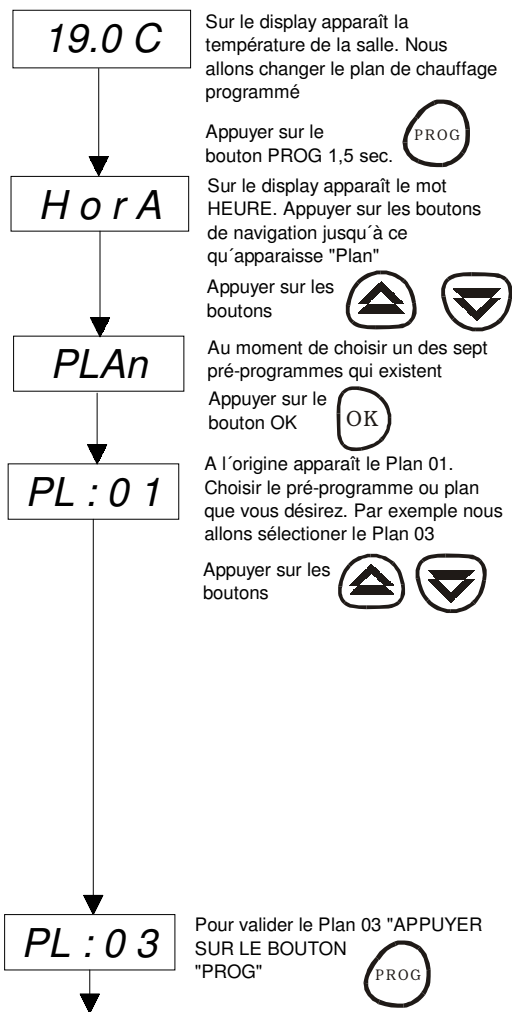 19.0 C
Sur le display apparaît la
température de la salle. Nous
allons changer le plan de chauffage
programmé
Appuyer sur le
bouton PROG 1,5 sec.
PROG
H o r A
Sur le display apparaît le mot
HEURE. Appuyer sur les boutons
de navigation jusqu´à ce
qu´apparaisse "Plan"
Appuyer sur les
boutons
PLAn
Au moment de choisir un des sept
pré-programmes qui existent
Appuyer sur le
bouton OK
OK
PL : 0 1
A l´origine apparaît le Plan 01.
Choisir le pré-programme ou plan
que vous désirez. Par exemple nous
allons sélectioner le Plan 03
Appuyer sur les
boutons
PL : 0 3
Pour valider le Plan 03 "APPUYER
SUR LE BOUTON
"PROG"
PROG